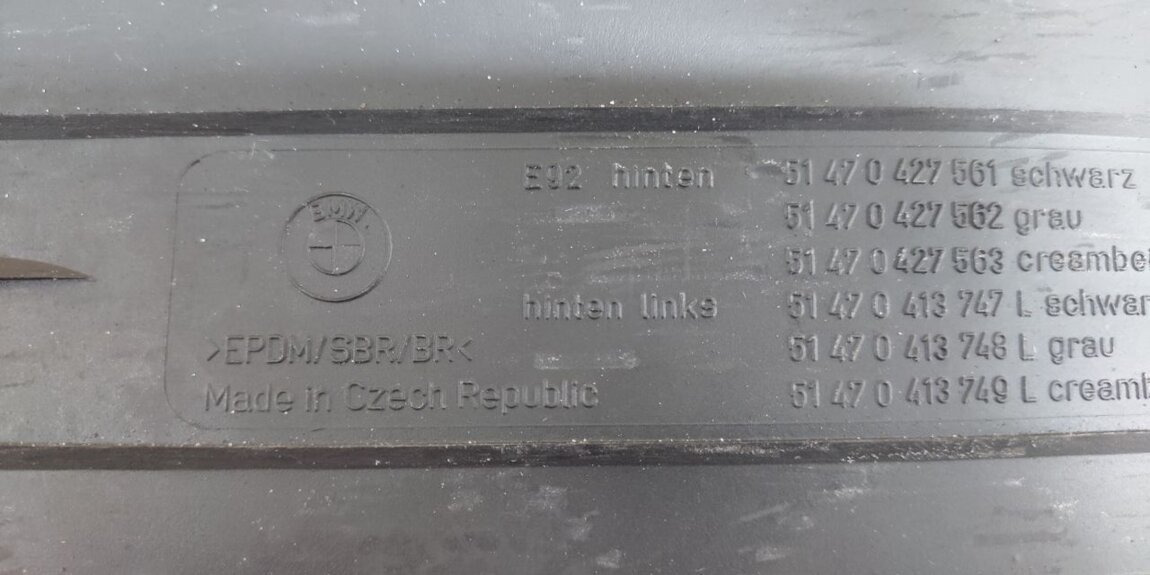 E92 hinten 51 47 0 427 561 schwarz
51 47 0 427 562 grau
BMW
51 47 0 427 563 creambe
hinten links 51 47 0 413 747 L schwar
>EPDM/SBR/BR< 51 47 0 413 748 L grau
Made in Czech Republic 51 47 0 413 749 L creamb